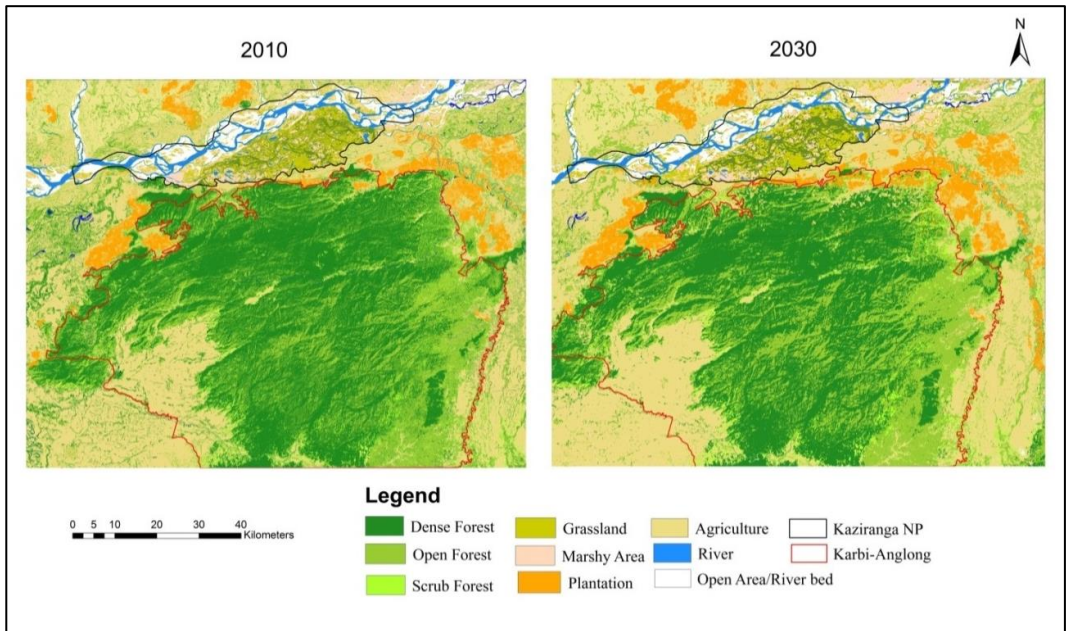 N
2010 2030
Legend
Dense Forest Grassland Agriculture Kaziranga NP
Open Forest Marshy Area River Karbi-Anglong
Scrub Forest Plantation Open Area/River bed
0 5 10 20 30 40
Kilometers